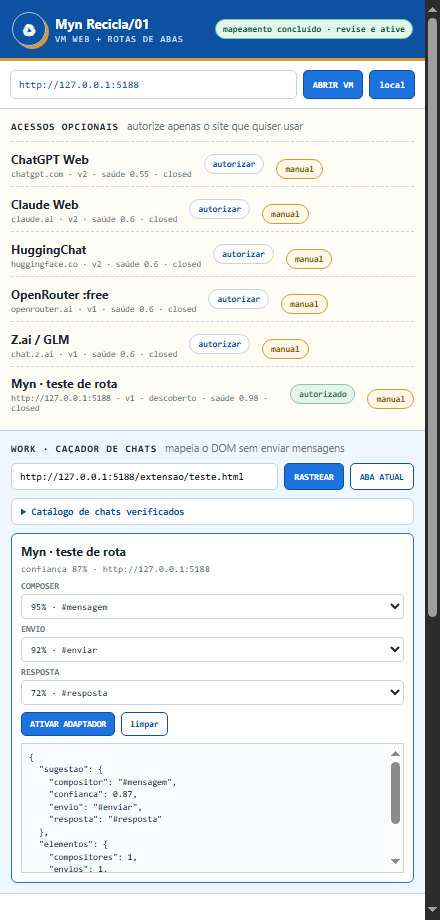 Myn Recicla/01
VM WEB + ROTAS DE ABAS
mapeamento concluído · revise e ative
http://127.0.0.1:5188
ABRIR VM
local
ACESSOS OPCIONAIS autorize apenas o site que quiser usar
ChatGPT Web
chatgpt.com · v2 · saúde 0.55 · closed
autorizar
manual
Claude Web
claude.ai · v2 · saúde 0.6 · closed
autorizar
manual
HuggingChat
huggingface.co · v2 · saúde 0.6 · closed
autorizar
manual
OpenRouter :free
openrouter.ai · v1 · saúde 0.6 · closed
autorizar
manual
Z.ai / GLM
chat.z.ai · v1 · saúde 0.6 · closed
autorizar
manual
Myn · teste de rota
http://127.0.0.1:5188 · v1 · descoberto · saúde 0.98 ·
closed
autorizado
manual
WORK · CAÇADOR DE CHATS mapeia o DOM sem enviar mensagens
http://127.0.0.1:5188/extensao/teste.html
RASTREAR
ABA ATUAL
▶ Catálogo de chats verificados
Myn · teste de rota
confiança 87% · http://127.0.0.1:5188
COMPOSER
95% · #mensagem
ENVIO
92% · #enviar
RESPOSTA
72% · #resposta
ATIVAR ADAPTADOR
limpar
{
"sugestao": {
"compositor": "#mensagem",
"confianca": 0.87,
"envio": "#enviar",
"resposta": "#resposta"
},
"elementos": {
"compositores": 1,
"envios": 1,